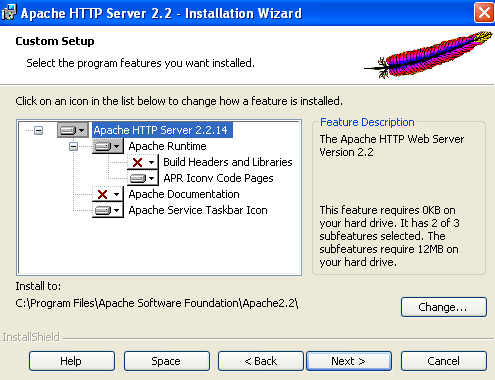 Apache HTTP Server 2.2 - Installation Wizard
Custom Setup
Select the program features you want installed.
Click on an icon in the list below to change how a feature is installed.
Apache HTTP Server 2.2.14
Apache Runtime
Build Headers and Libraries
APR Iconv Code Pages
Apache Documentation
Apache Service Taskbar Icon
Feature Description
The Apache HTTP Web Server
Version 2.2
This feature requires 0KB on
your hard drive. It has 2 of 3
subfeatures selected. The
subfeatures require 12MB on
your hard drive.
Install to:
C:\Program Files\Apache Software Foundation\Apache2.2\
Change...
InstallShield
Help
Space
< Back
Next >
Cancel